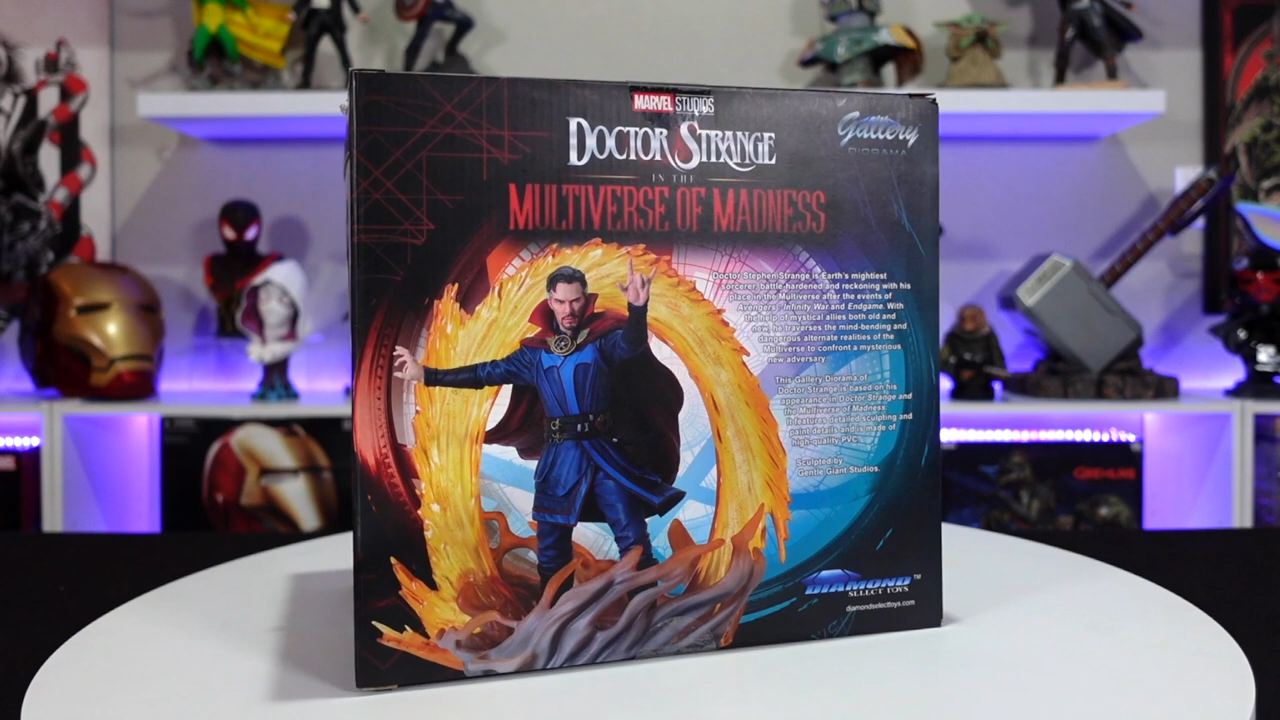 MARVEL STUDIOS
DOCTOR STRANGE
IN THE
MULTIVERSE OF MADNESS
Gallery
DIORAMA
Doctor Stephen Strange is Earth's mightiest
sorcerer, battle-hardened and reckoning with his
place in the Multiverse after the events of
Avengers: Infinity War and Endgame. With
the help of mystical allies both old and
new, he traverses the mind-bending and
dangerous alternate realities of the
Multiverse to confront a mysterious
new adversary.
This Gallery Diorama of
Doctor Strange is based on his
appearance in Doctor Strange and
the Multiverse of Madness.
It features detailed sculpting and
paint details and is made of
high-quality PVC.
Sculpted by
Gentle Giant Studios.
DIAMOND™
SELECT TOYS
diamondselecttoys.com
GREMLINS